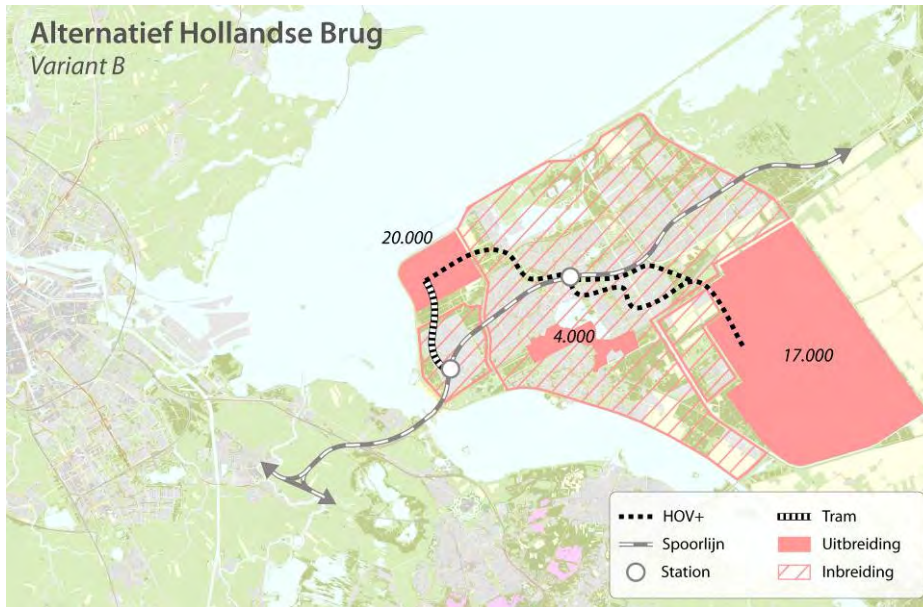 Alternatief Hollandse Brug
Variant B
20.000
4.000
17.000
HOV+
Tram
Spoorlijn
Uitbreiding
Station
Inbreiding